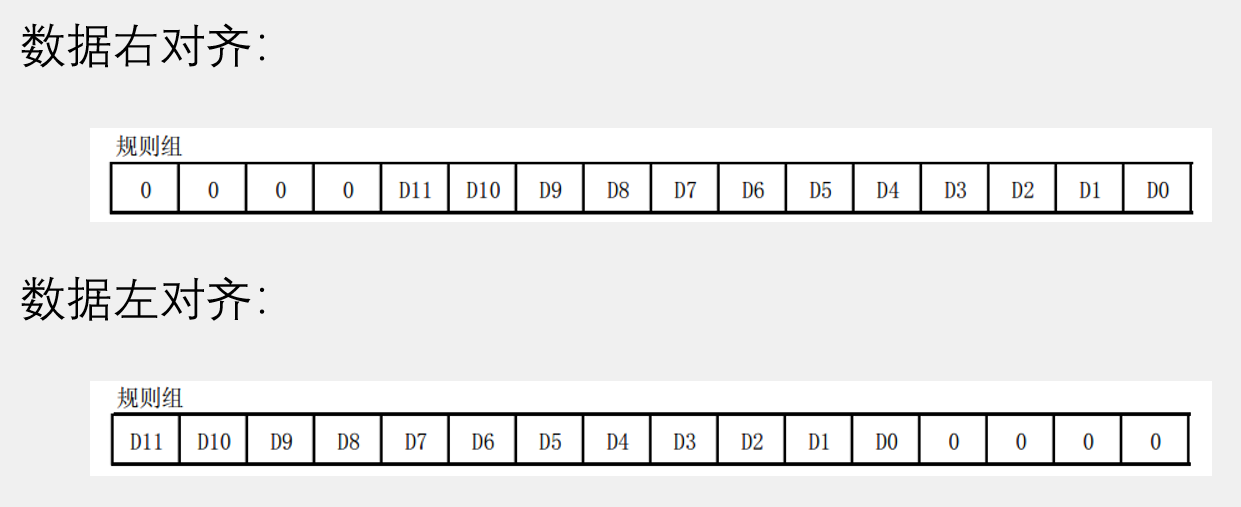 数据右对齐：
规则组
0 0 0 0 D11 D10 D9 D8 D7 D6 D5 D4 D3 D2 D1 D0
数据左对齐：
规则组
D11 D10 D9 D8 D7 D6 D5 D4 D3 D2 D1 D0 0 0 0 0